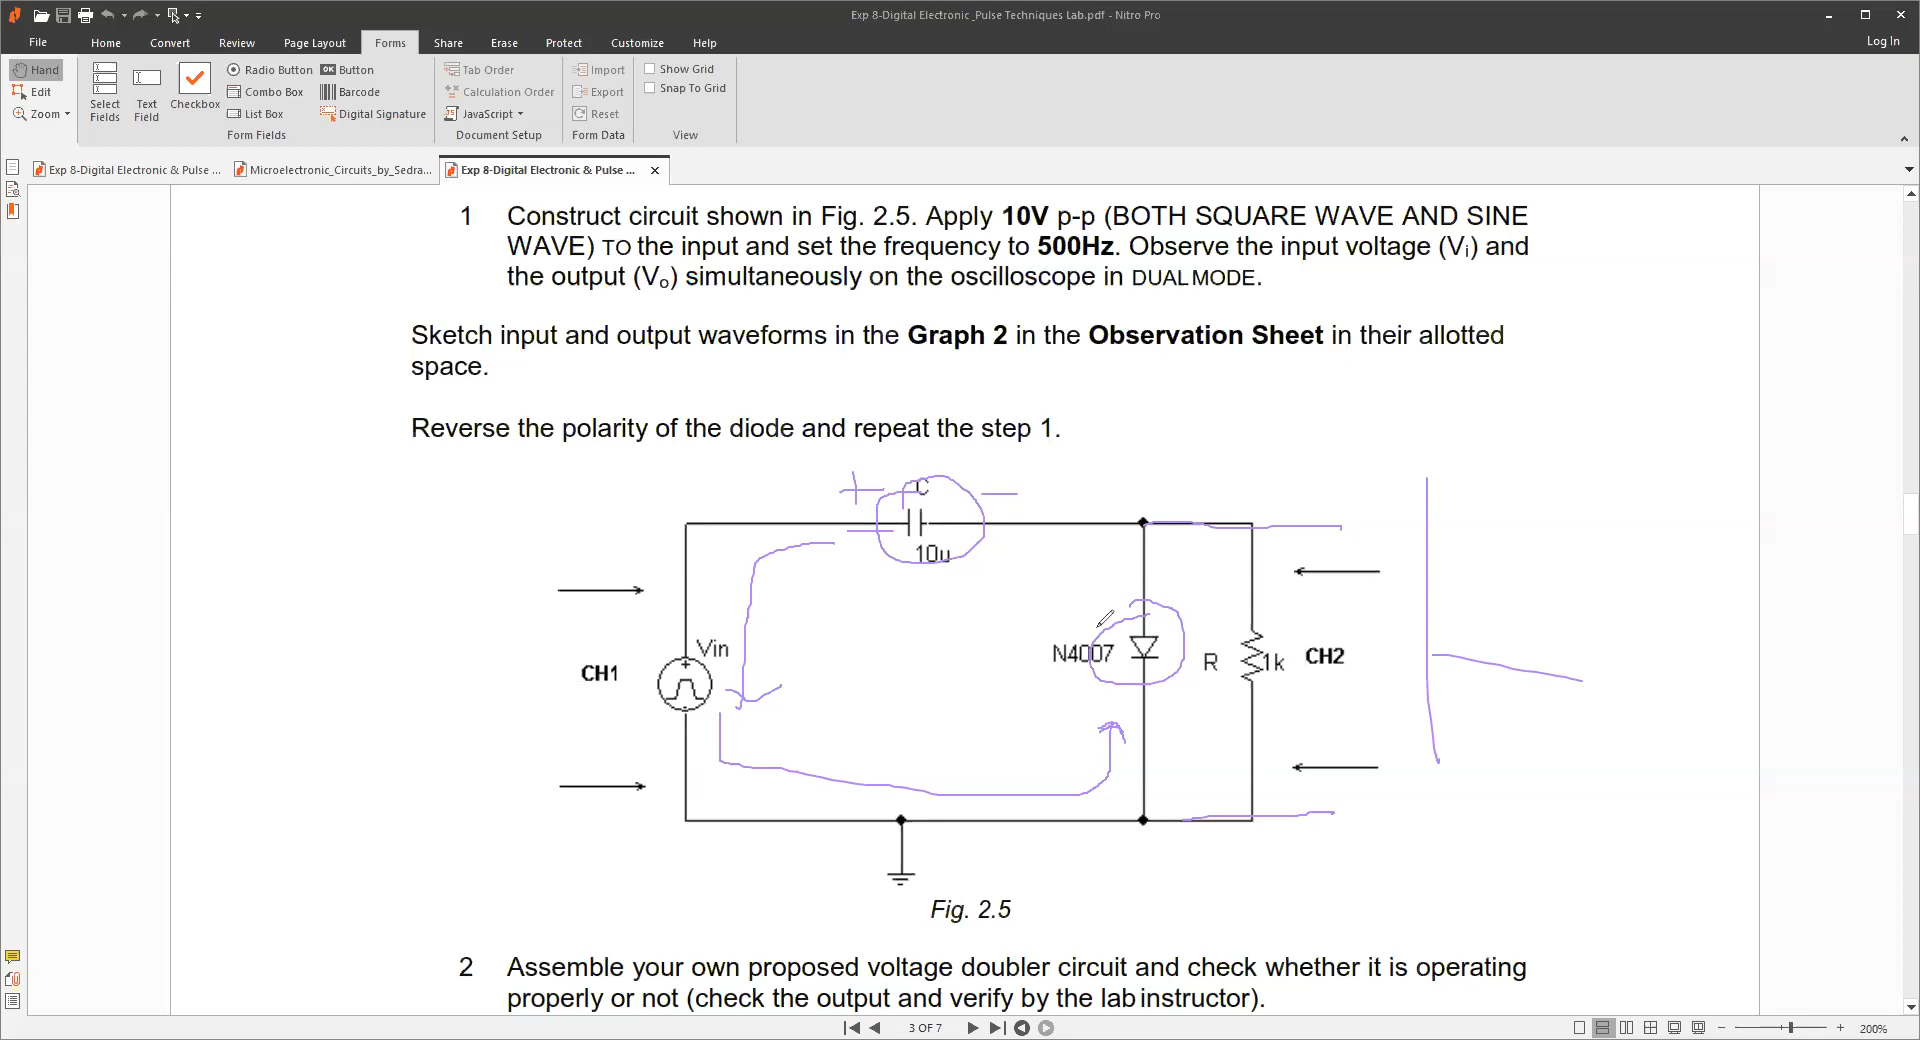 Exp 8-Digital Electronic _Pulse Techniques Lab.pdf - Nitro Pro
File Home Convert Review Page Layout Forms Share Erase Protect Customize Help Log In
Hand Radio Button OK Button Tab Order Import Show Grid
Edit Combo Box Barcode Calculation Order Export Snap To Grid
Zoom Select Fields Text Field Checkbox List Box Digital Signature JavaScript Reset
Form Fields Document Setup Form Data View
Exp 8-Digital Electronic & Pulse ... Microelectronic_Circuits_by_Sedra... Exp 8-Digital Electronic & Pulse ...
1 Construct circuit shown in Fig. 2.5. Apply 10V p-p (BOTH SQUARE WAVE AND SINE
WAVE) TO the input and set the frequency to 500Hz. Observe the input voltage (Vi) and
the output (Vo) simultaneously on the oscilloscope in DUAL MODE.
Sketch input and output waveforms in the Graph 2 in the Observation Sheet in their allotted
space.
Reverse the polarity of the diode and repeat the step 1.
+ C −
10u
Vin
N4007
CH1 R 1k CH2
Fig. 2.5
2 Assemble your own proposed voltage doubler circuit and check whether it is operating
properly or not (check the output and verify by the lab instructor).
3 OF 7
200%